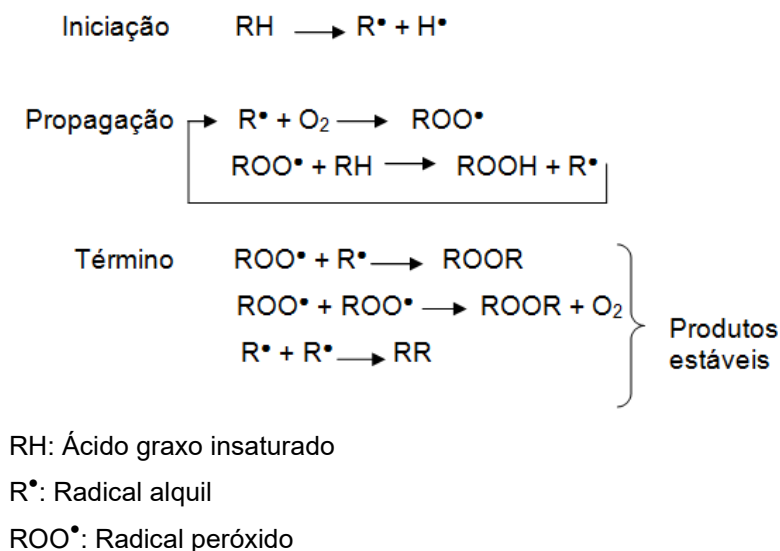 Iniciação RH → R• + H•
Propagação R• + O₂ → ROO•
ROO• + RH → ROOH + R•
Término ROO• + R• → ROOR
ROO• + ROO• → ROOR + O₂
R• + R• → RR
Produtos
estáveis
RH: Ácido graxo insaturado
R•: Radical alquil
ROO•: Radical peróxido